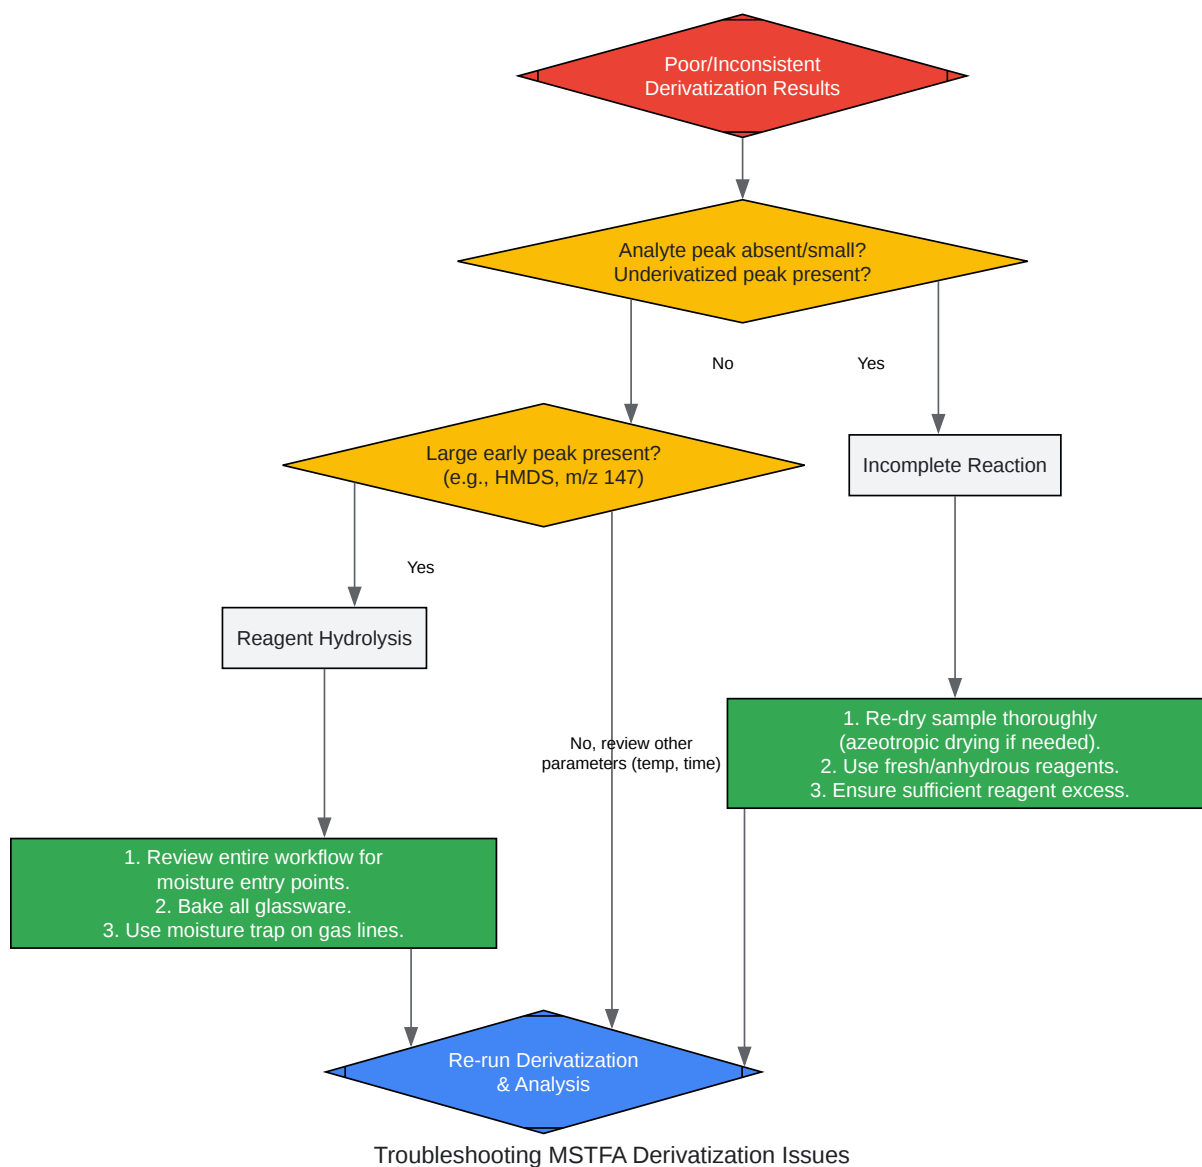 Poor/Inconsistent
Derivatization Results
Analyte peak absent/small?
Underivatized peak present?
No
Yes
Large early peak present?
(e.g., HMDS, m/z 147)
Incomplete Reaction
Yes
Reagent Hydrolysis
No, review other
parameters (temp, time)
1. Re-dry sample thoroughly
(azeotropic drying if needed).
2. Use fresh/anhydrous reagents.
3. Ensure sufficient reagent excess.
1. Review entire workflow for
moisture entry points.
2. Bake all glassware.
3. Use moisture trap on gas lines.
Re-run Derivatization
& Analysis
Troubleshooting MSTFA Derivatization Issues